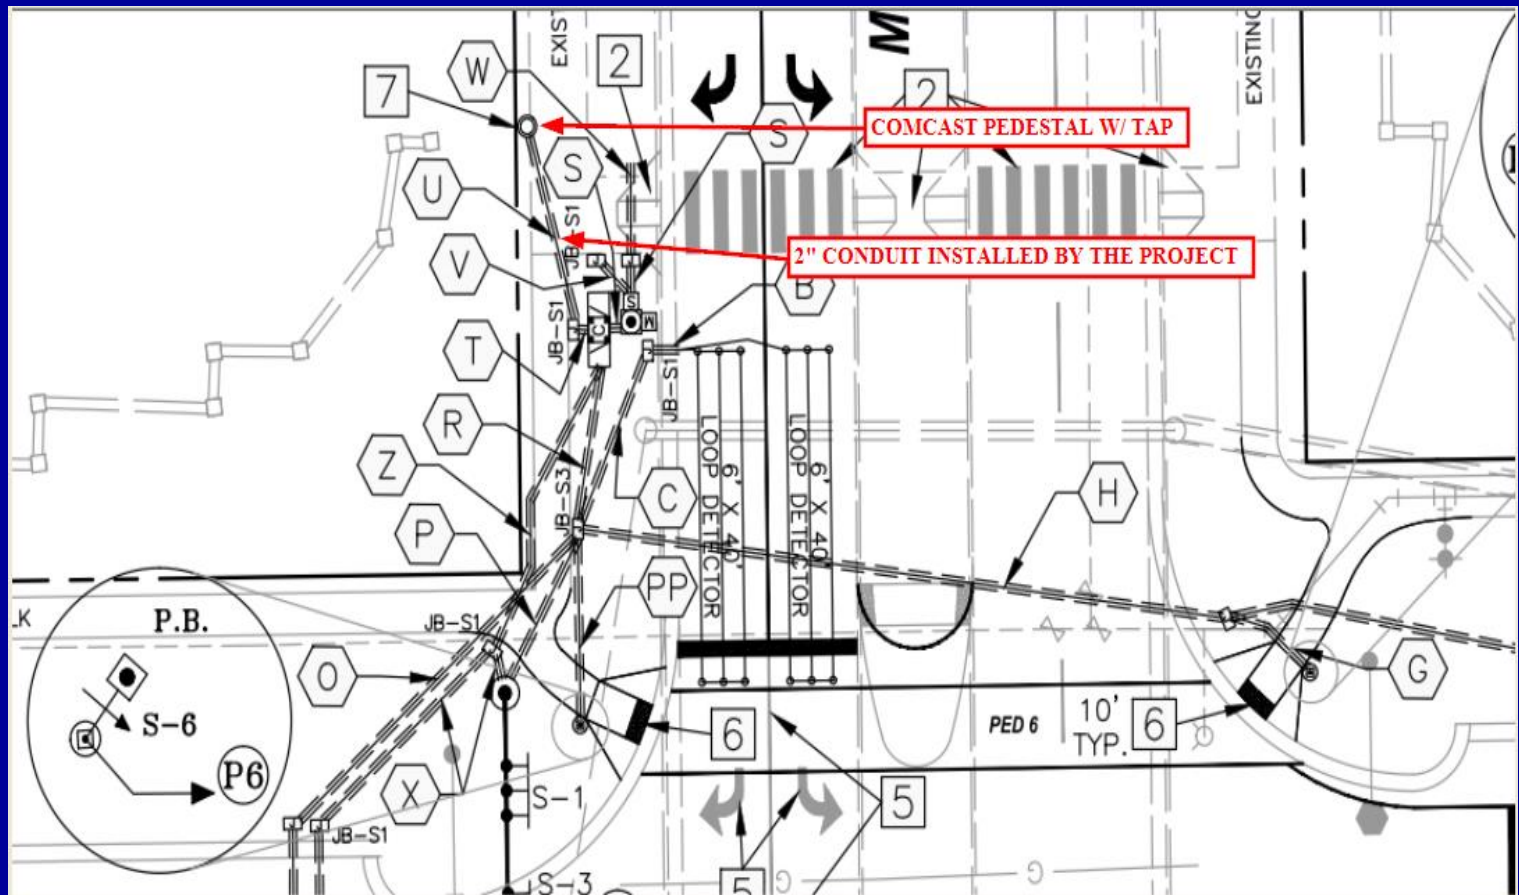 EXIST
M
EXISTING
W
2
7
2
COMCAST PEDESTAL W/ TAP
S
S
U
JB-S1
2" CONDUIT INSTALLED BY THE PROJECT
V
B
S
M
C
JB-S1
T
JB-S1
R
LOOP DETECTOR
6' X 40'
LOOP DETECTOR
6' X 40'
Z
JB-S3
C
H
P
PP
LK
P.B.
JB-S1
O
G
S-6
6
PED 6
10'
TYP.
6
P6
X
S-1
5
JB-S1
S-3
5
G
G